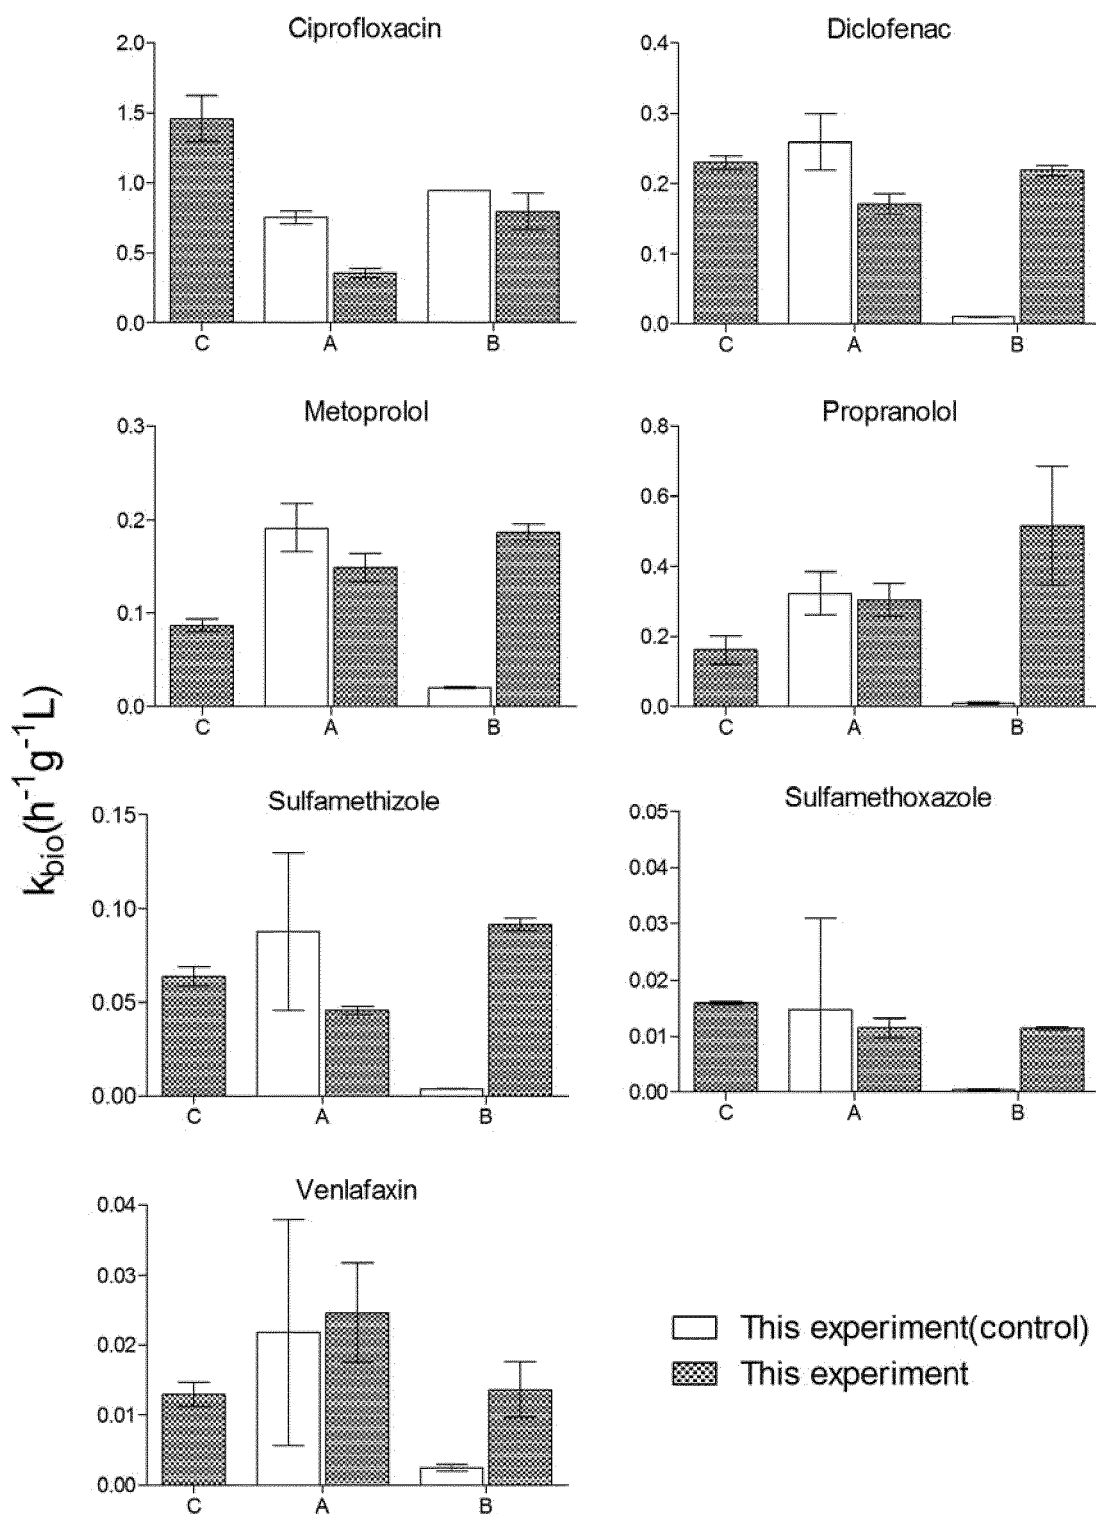 Ciprofloxacin
2.0
1.5
1.0
0.5
0.0
C A B
Diclofenac
0.4
0.3
0.2
0.1
0.0
C A B
Metoprolol
0.3
0.2
0.1
0.0
C A B
Propranolol
0.8
0.6
0.4
0.2
0.0
C A B
k_bio(h⁻¹g⁻¹L)
Sulfamethizole
0.15
0.10
0.05
0.00
C A B
Sulfamethoxazole
0.05
0.04
0.03
0.02
0.01
0.00
C A B
Venlafaxin
0.04
0.03
0.02
0.01
0.00
C A B
This experiment(control)
This experiment